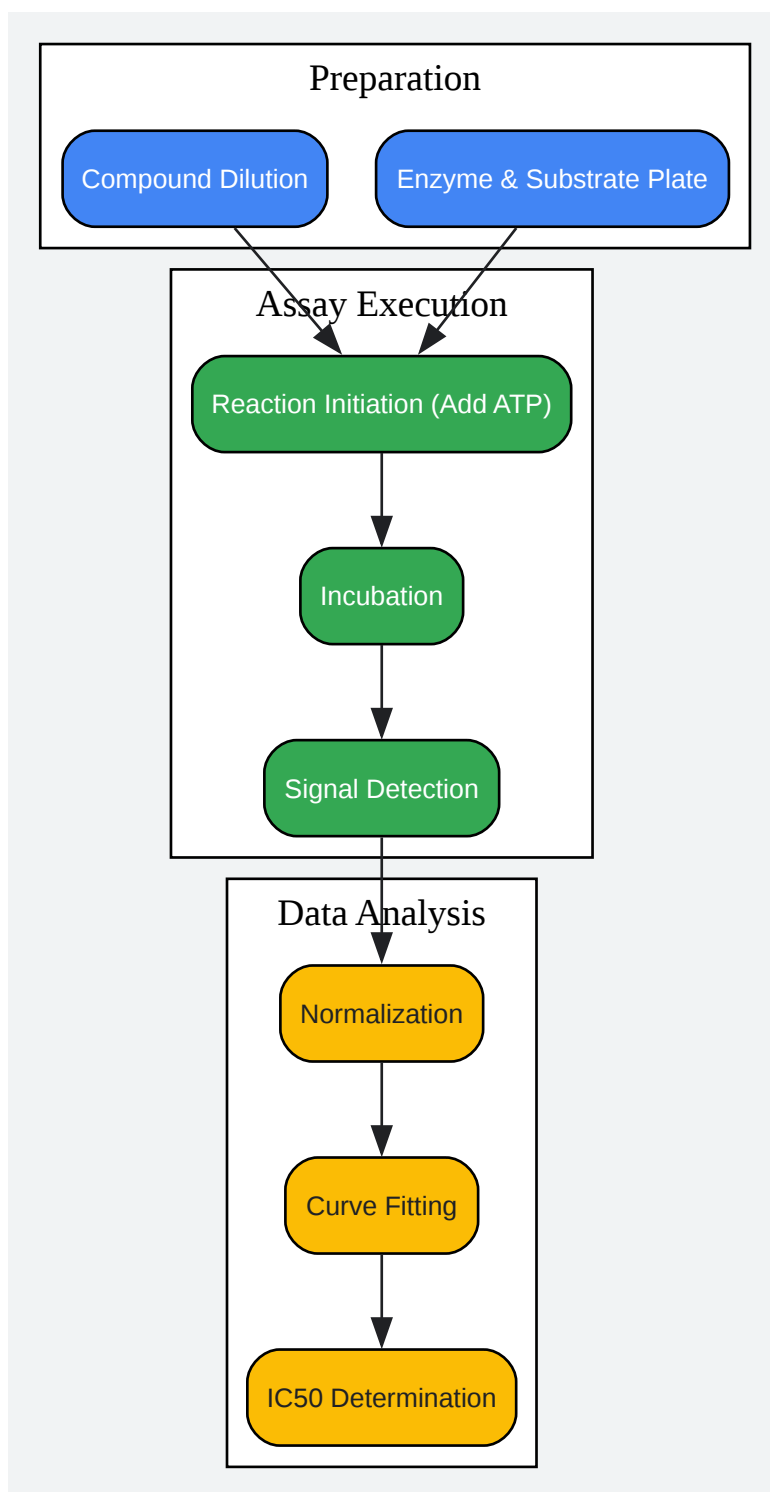 Preparation
Compound Dilution
Enzyme & Substrate Plate
Assay Execution
Reaction Initiation (Add ATP)
Incubation
Signal Detection
Data Analysis
Normalization
Curve Fitting
IC50 Determination